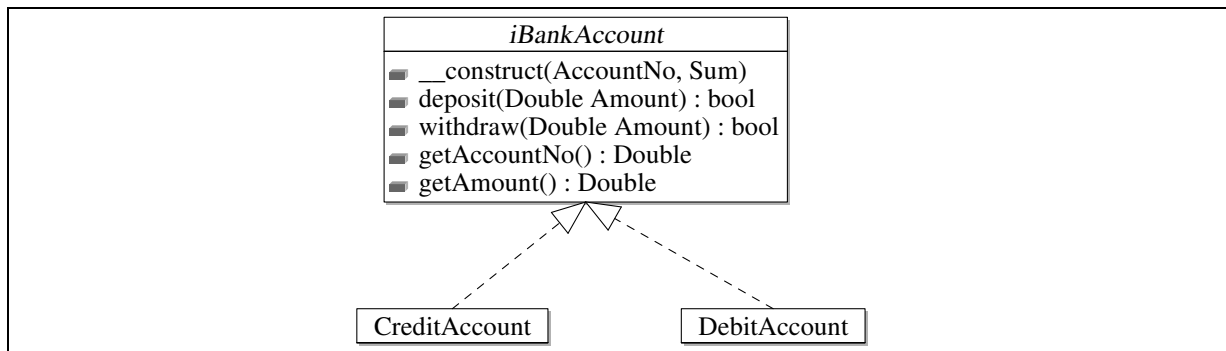 iBankAccount
__construct(AccountNo, Sum)
deposit(Double Amount) : bool
withdraw(Double Amount) : bool
getAccountNo() : Double
getAmount() : Double
CreditAccount
DebitAccount